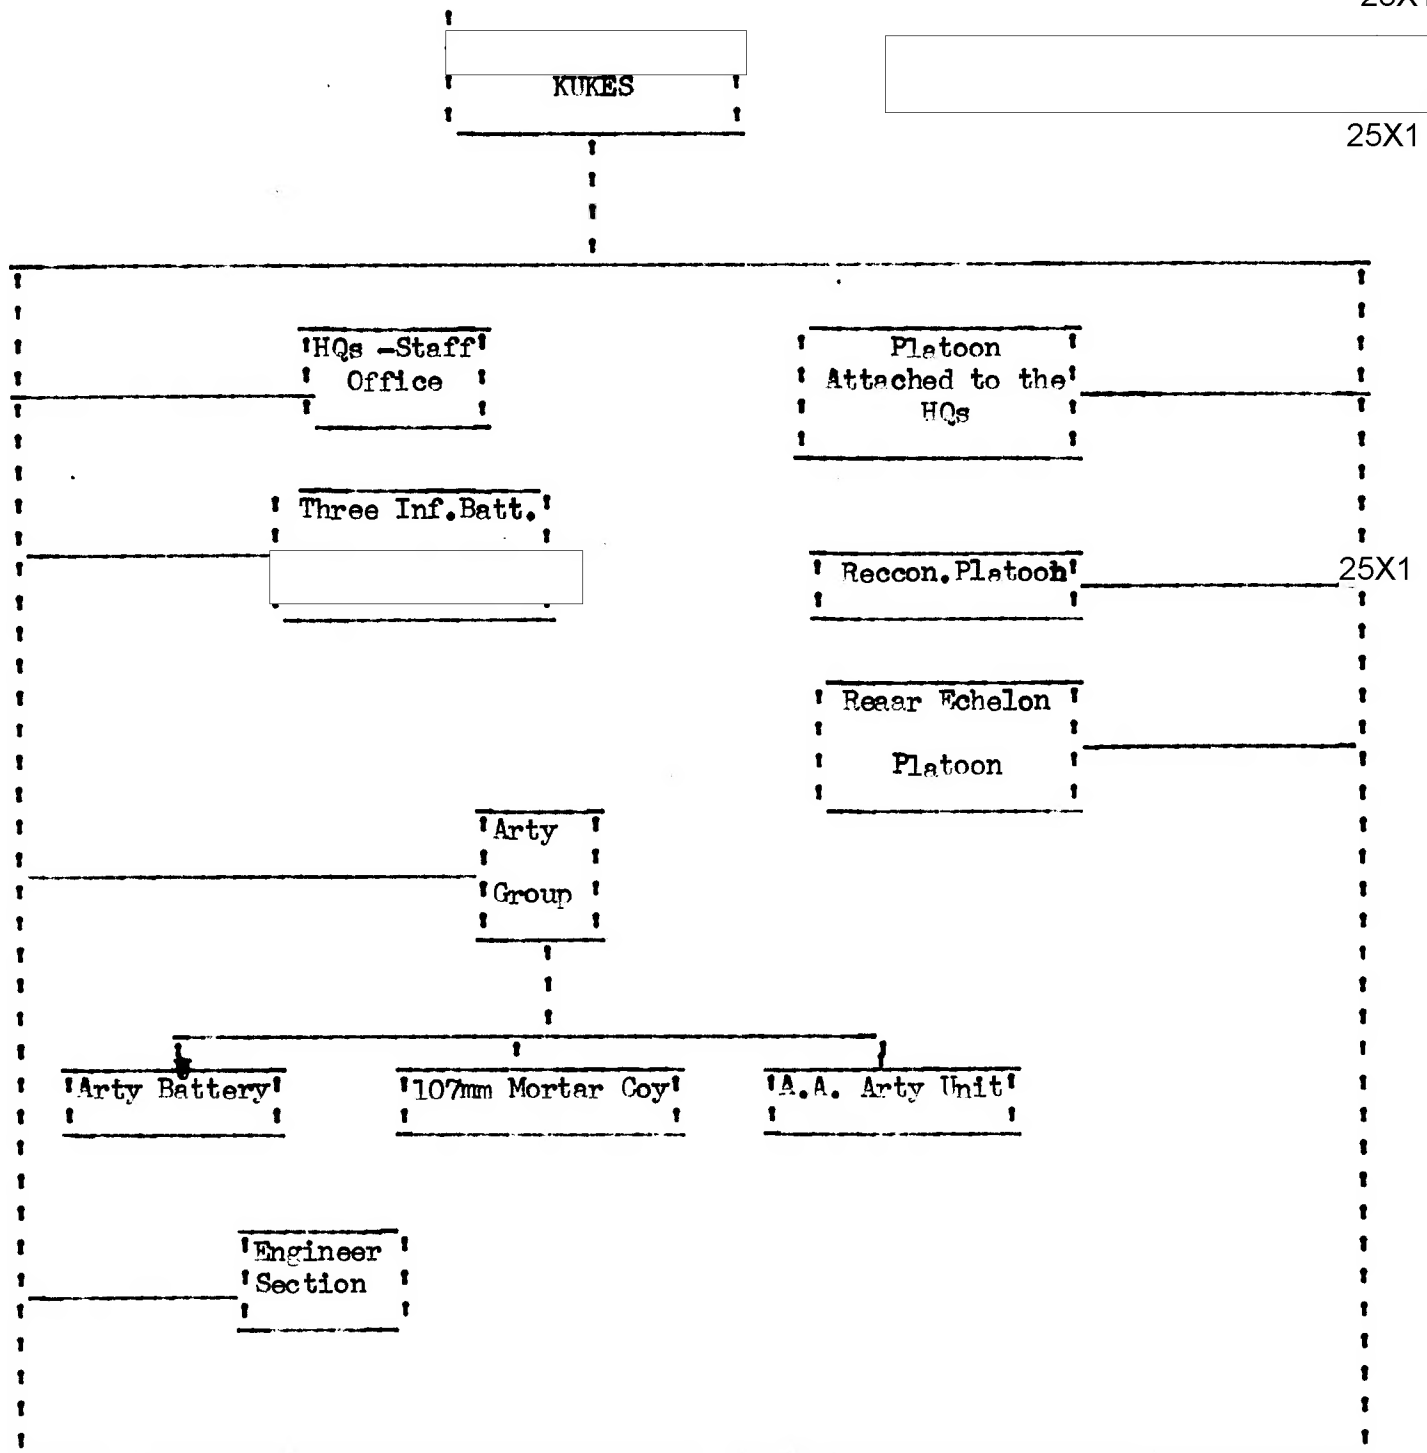 KUKES
25X1
HQs -Staff
Office
Platoon
Attached to the
HQs
Three Inf.Batt.
Reccon.Platooh
25X1
Reaar Echelon
Platoon
Arty
Group
Arty Battery
107mm Mortar Coy
A.A. Arty Unit
Engineer
Section